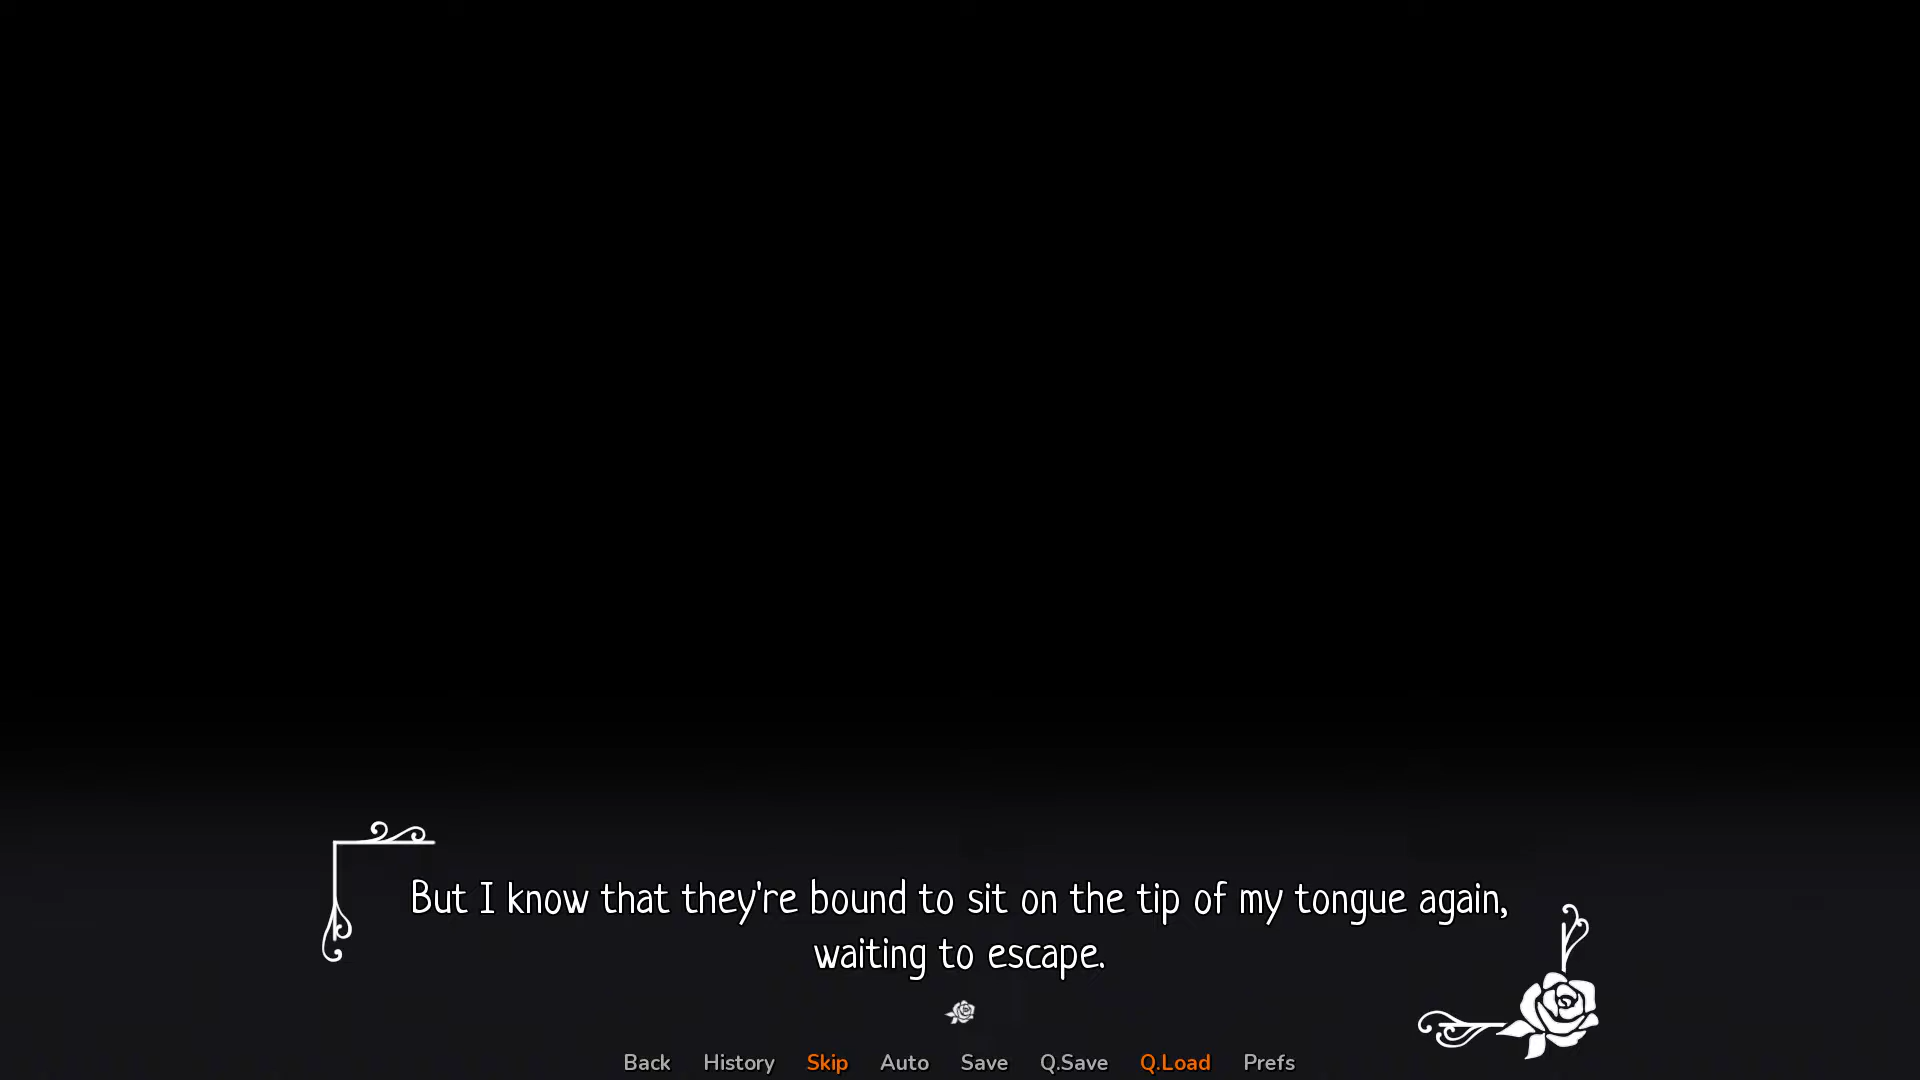 But I know that they're bound to sit on the tip of my tongue again,
waiting to escape.
Back History Skip Auto Save Q.Save Q.Load Prefs